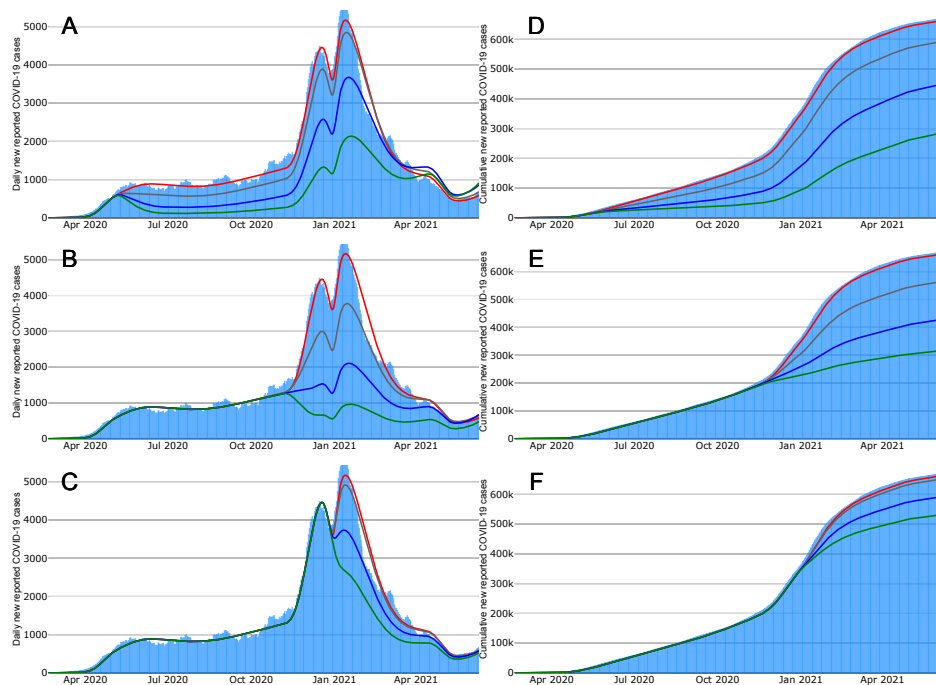 A
Daily new reported COVID-19 cases
5000
4000
3000
2000
1000
0
Apr 2020
Jul 2020
Oct 2020
Jan 2021
Apr 2021
D
Cumulative new reported COVID-19 cases
600k
500k
400k
300k
200k
100k
0
Apr 2020
Jul 2020
Oct 2020
Jan 2021
Apr 2021
B
Daily new reported COVID-19 cases
5000
4000
3000
2000
1000
0
Apr 2020
Jul 2020
Oct 2020
Jan 2021
Apr 2021
E
Cumulative new reported COVID-19 cases
600k
500k
400k
300k
200k
100k
0
Apr 2020
Jul 2020
Oct 2020
Jan 2021
Apr 2021
C
Daily new reported COVID-19 cases
5000
4000
3000
2000
1000
0
Apr 2020
Jul 2020
Oct 2020
Jan 2021
Apr 2021
F
Cumulative new reported COVID-19 cases
600k
500k
400k
300k
200k
100k
0
Apr 2020
Jul 2020
Oct 2020
Jan 2021
Apr 2021